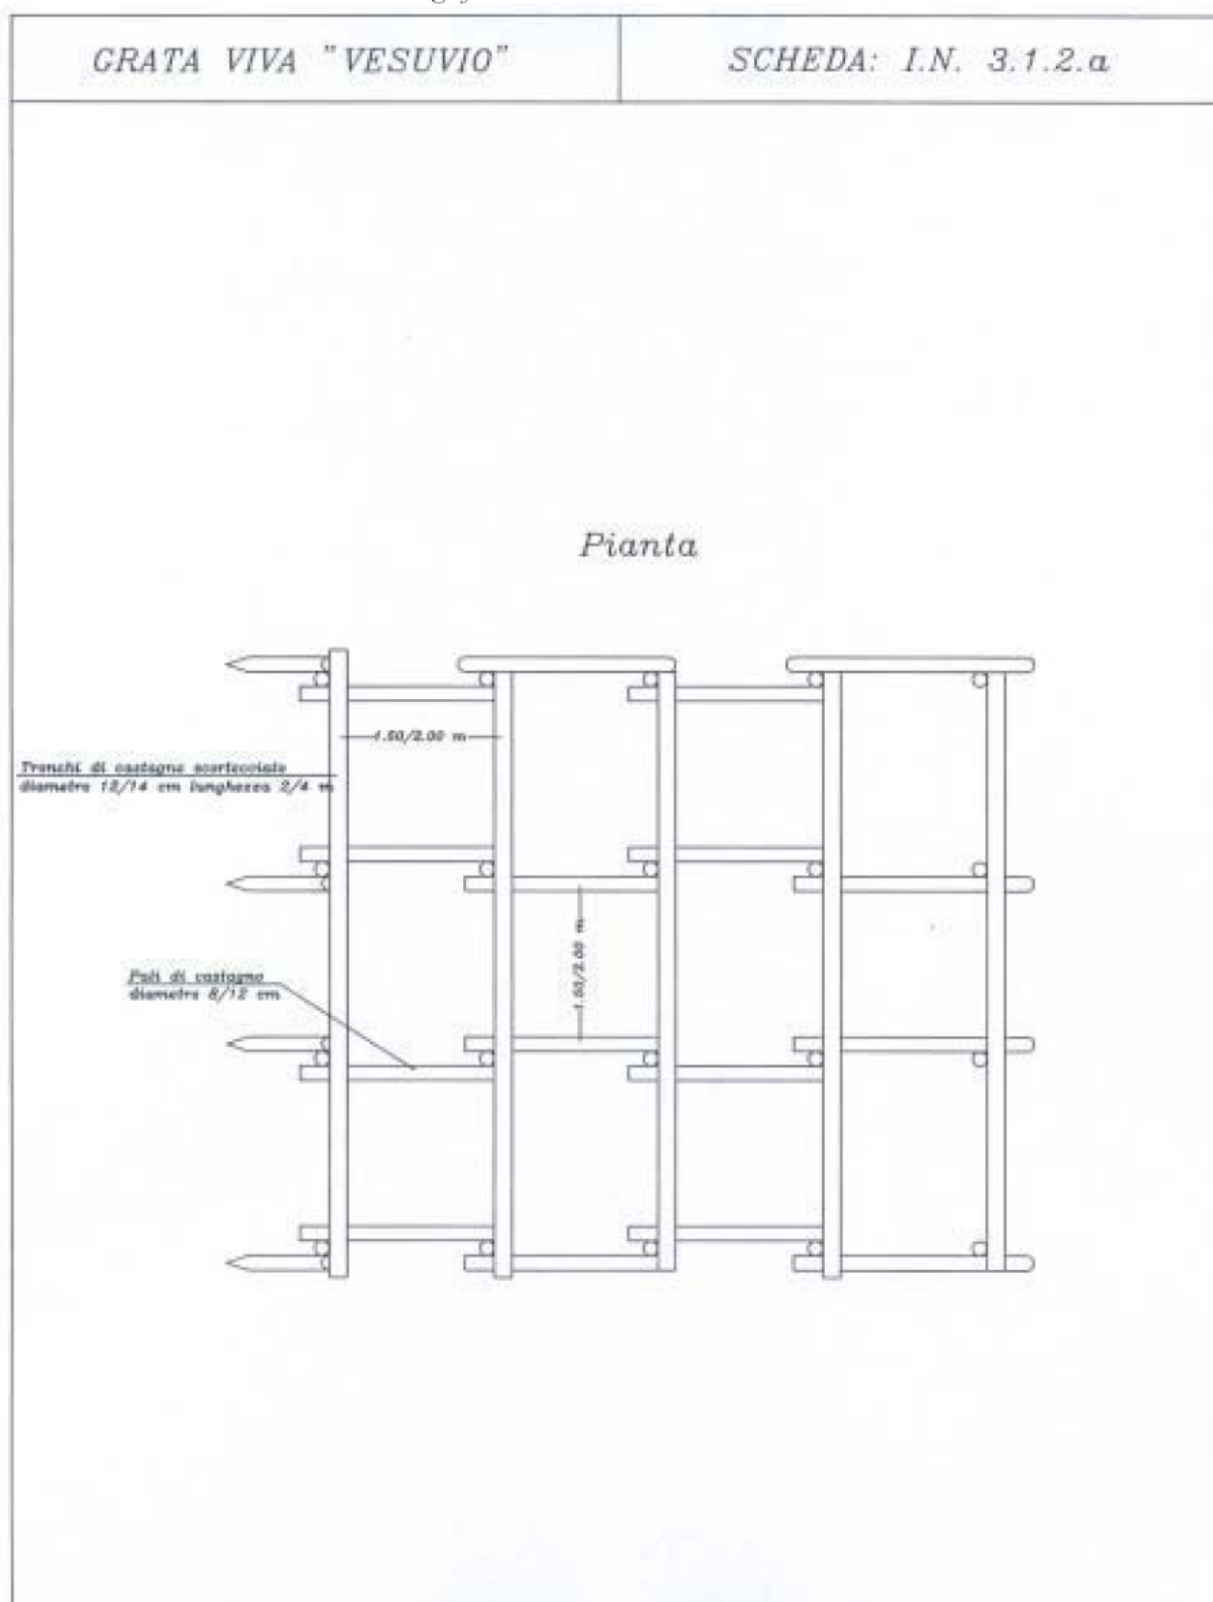 GRATA VIVA "VESUVIO"
SCHEDA: I.N. 3.1.2.a
Pianta
1.50/2.00 m
Tronchi di castagno scortecciato
diametro 12/14 cm lunghezza 2/4 m
1.50/2.00 m
Pali di castagno
diametro 8/12 cm